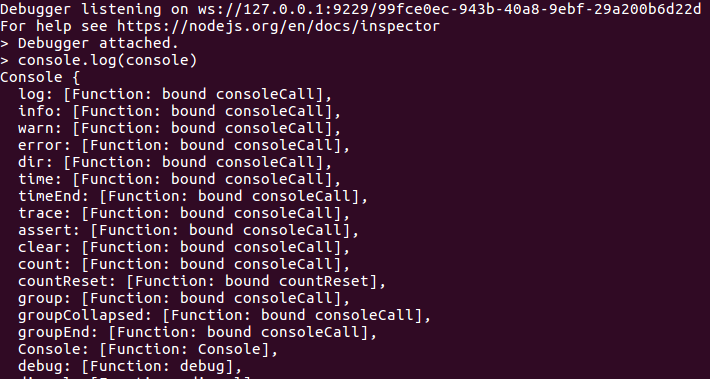 Debugger listening on ws://127.0.0.1:9229/99fce0ec-943b-40a8-9ebf-29a200b6d22d
For help see https://nodejs.org/en/docs/inspector
> Debugger attached.
> console.log(console)
Console {
  log: [Function: bound consoleCall],
  info: [Function: bound consoleCall],
  warn: [Function: bound consoleCall],
  error: [Function: bound consoleCall],
  dir: [Function: bound consoleCall],
  time: [Function: bound consoleCall],
  timeEnd: [Function: bound consoleCall],
  trace: [Function: bound consoleCall],
  assert: [Function: bound consoleCall],
  clear: [Function: bound consoleCall],
  count: [Function: bound consoleCall],
  countReset: [Function: bound countReset],
  group: [Function: bound consoleCall],
  groupCollapsed: [Function: bound consoleCall],
  groupEnd: [Function: bound consoleCall],
  Console: [Function: Console],
  debug: [Function: debug],